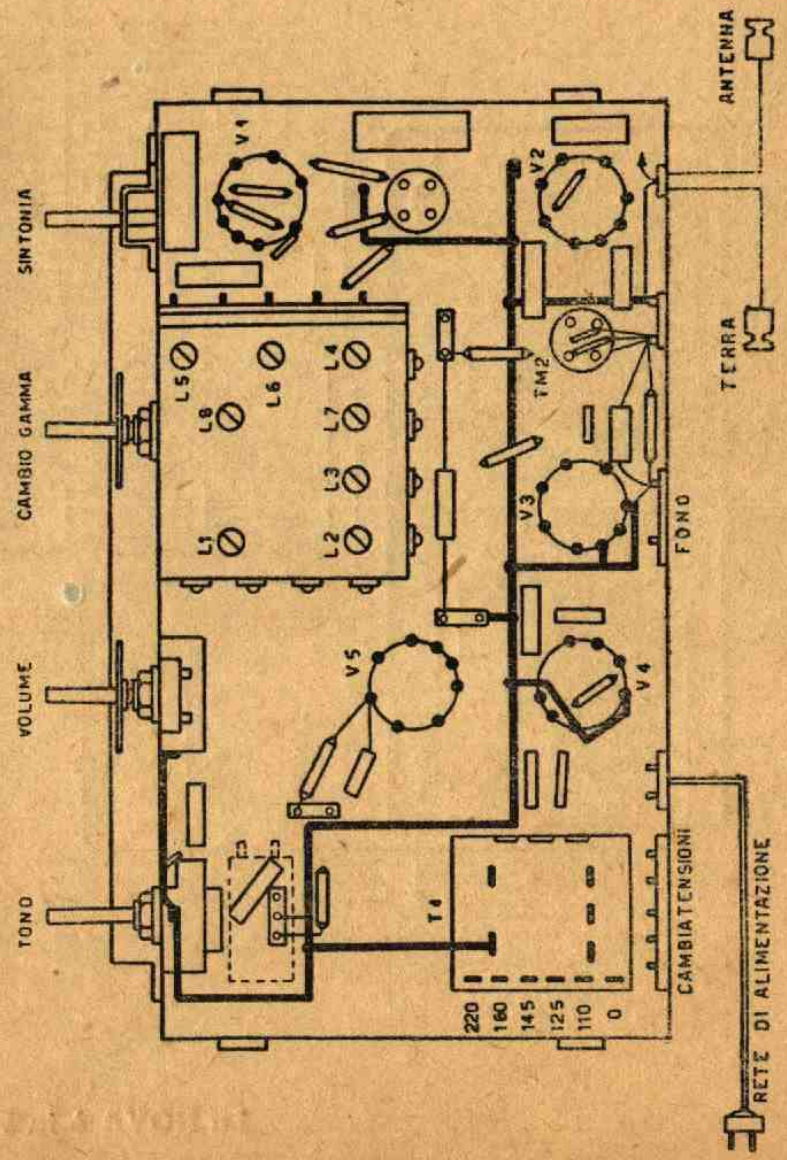 TONO
VOLUME
CAMBIO GAMMA
SINTONIA
L5
L8
L6
L1
L2
L3
L7
L4
V1
V5
TM2
V3
V4
V2
220
160
145
125
110
0
CAMBIATENSIONI
FONO
TERRA
ANTENNA
RETE DI ALIMENTAZIONE